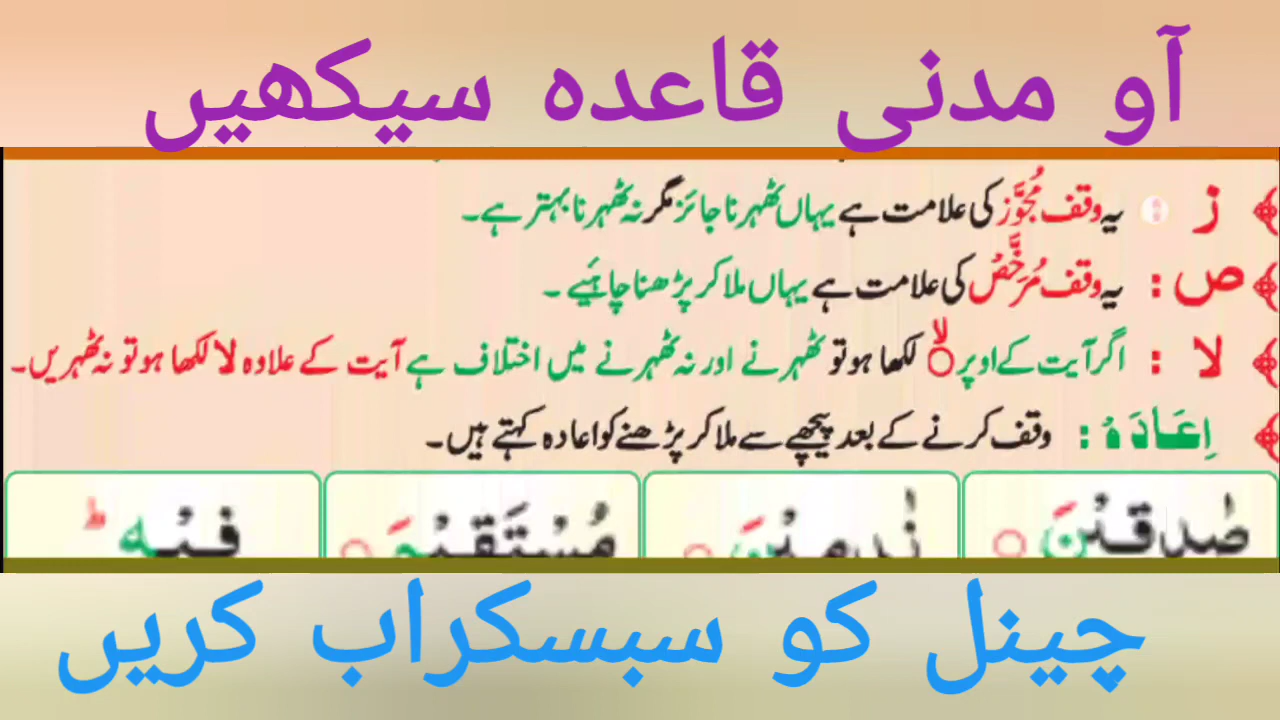 آو مدنی قاعدہ سیکھیں
ز : یہ وقف مُجَوَّز کی علامت ہے یہاں ٹھہرنا جائز مگر نہ ٹھہرنا بہتر ہے۔
ص : یہ وقف مُرَخَّصْ کی علامت ہے یہاں ملا کر پڑھنا چاہیٔے ۔
لا : اگر آیت کے اوپر لا لکھا ہو تو ٹھہرنے اور نہ ٹھہرنے میں اختلاف ہے آیت کے علاوہ لا لکھا ہو تو نہ ٹھہریں۔
اِعَادَہ : وقف کرنے کے بعد پیچھے سے ملا کر پڑھنے کو اعادہ کہتے ہیں۔
صٰدِقِیْنَ ○ نٰدِمِیْنَ ○ مُسْتَقِیْمَ ○ فِیْہِ ط
چینل کو سبسکراب کریں